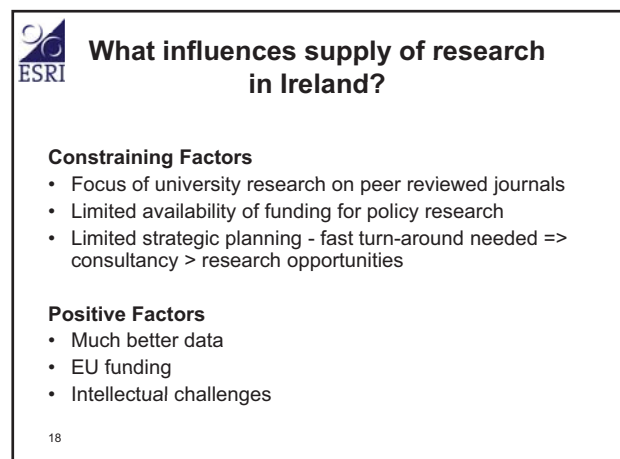 ESRI
What influences supply of research
in Ireland?
Constraining Factors
• Focus of university research on peer reviewed journals
• Limited availability of funding for policy research
• Limited strategic planning - fast turn-around needed =>
consultancy > research opportunities
Positive Factors
• Much better data
• EU funding
• Intellectual challenges
18